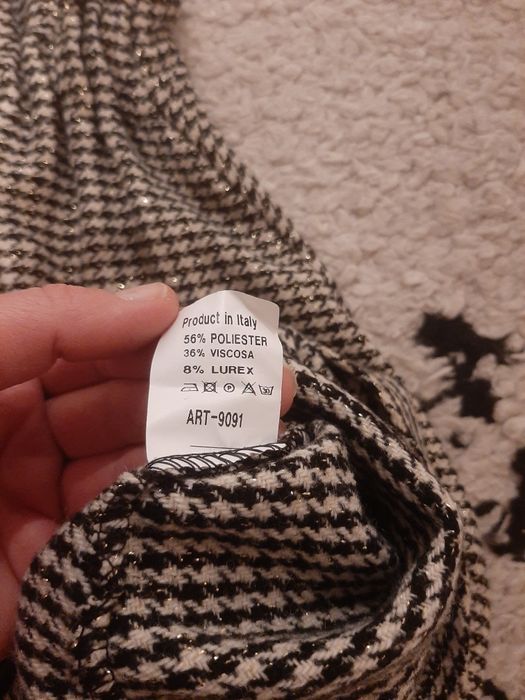 Product in Italy
56% POLIESTER
36% VISCOSA
8% LUREX
ART-9091